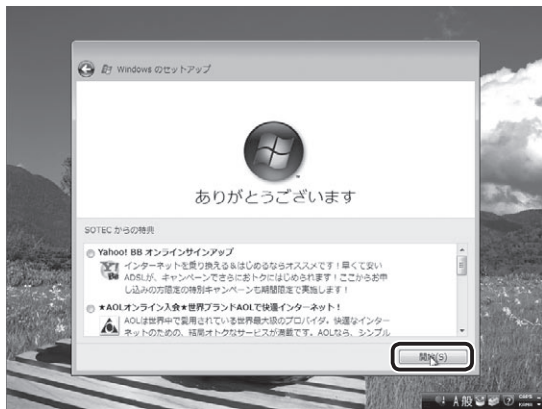 Windows のセットアップ
ありがとうございます
SOTEC からの特典
Yahoo! BB オンラインサインアップ
インターネットを乗り換える&はじめるならオススメです!早くて安い
ADSLが、キャンペーンでさらにおトクにはじめられます!ここからお申
し込みの方限定の特別キャンペーンも期間限定で実施します!
★AOLオンライン入会★世界ブランドAOLで快適インターネット!
AOLは世界中で愛用されている世界最大級のプロバイダ。快適なインター
ネットのための、結局オトクなサービスが満載です。AOLなら、シンプル
開始(S)
A 般
CAPS
KANA